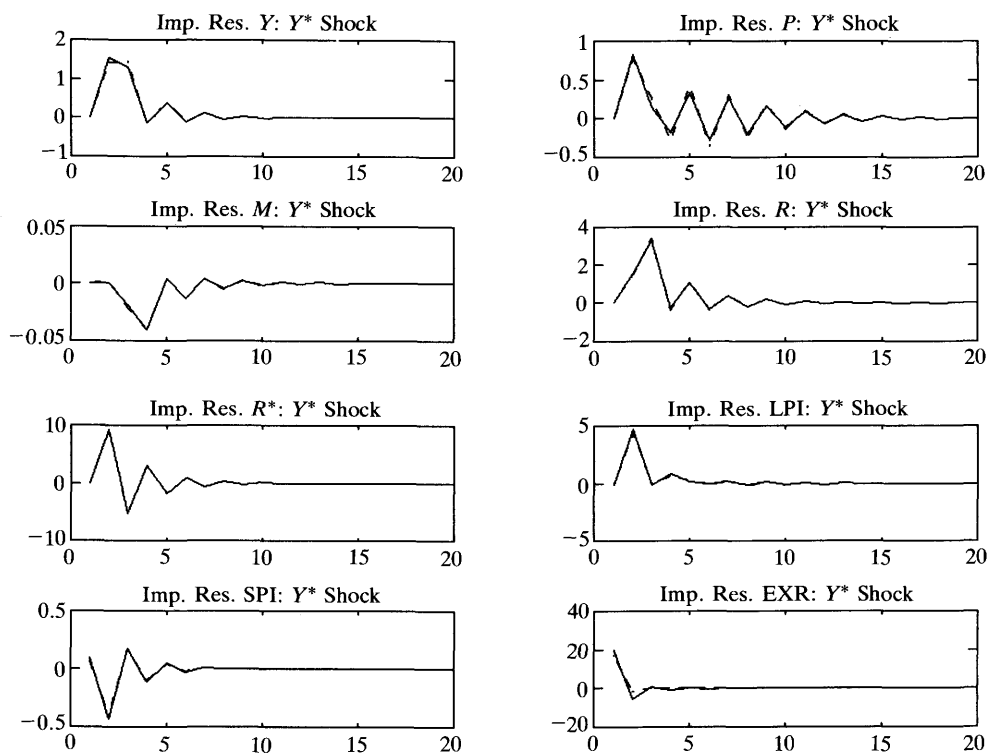 Imp. Res. Y: Y* Shock
2
1
0
−1
0 5 10 15 20
Imp. Res. P: Y* Shock
1
0.5
0
−0.5
0 5 10 15 20
Imp. Res. M: Y* Shock
0.05
0
−0.05
0 5 10 15 20
Imp. Res. R: Y* Shock
4
2
0
−2
0 5 10 15 20
Imp. Res. R*: Y* Shock
10
0
−10
0 5 10 15 20
Imp. Res. LPI: Y* Shock
5
0
−5
0 5 10 15 20
Imp. Res. SPI: Y* Shock
0.5
0
−0.5
0 5 10 15 20
Imp. Res. EXR: Y* Shock
40
20
0
−20
0 5 10 15 20